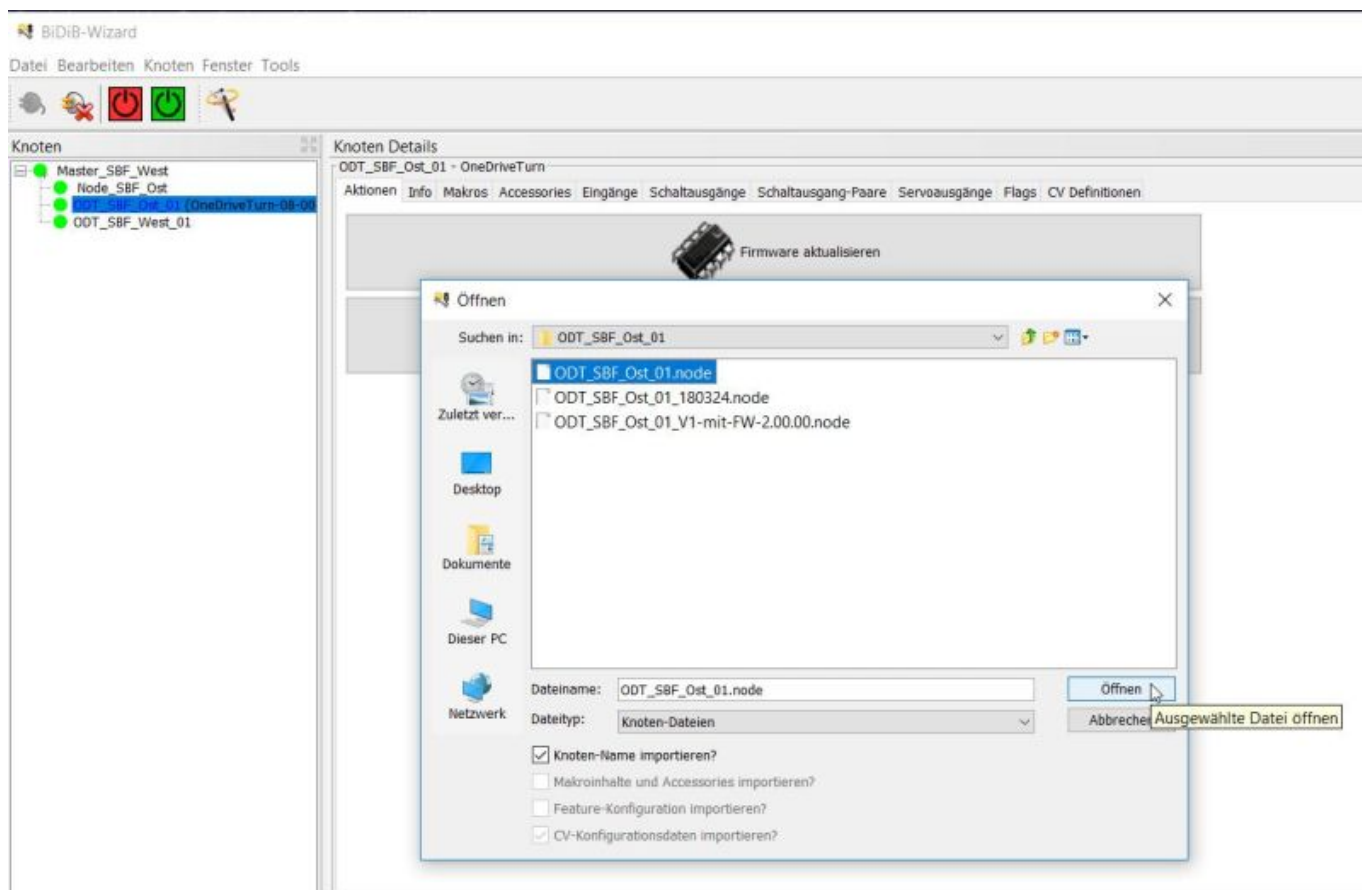 BiDiB-Wizard
Datei Bearbeiten Knoten Fenster Tools
Knoten
Knoten Details
Master_SBF_West
Node_SBF_Ost
ODT_SBF_Ost_01 (OneDriveTurn-08-00
ODT_SBF_West_01
ODT_SBF_Ost_01 - OneDriveTurn
Aktionen Info Makros Accessories Eingänge Schaltausgänge Schaltausgang-Paare Servoausgänge Flags CV Definitionen
Firmware aktualisieren
Öffnen
Suchen in: ODT_SBF_Ost_01
ODT_SBF_Ost_01.node
ODT_SBF_Ost_01_180324.node
ODT_SBF_Ost_01_V1-mit-FW-2.00.00.node
Zuletzt ver...
Desktop
Dokumente
Dieser PC
Netzwerk
Dateiname: ODT_SBF_Ost_01.node Öffnen
Dateityp: Knoten-Dateien Abbrechen
Ausgewählte Datei öffnen
Knoten-Name importieren?
Makroinhalte und Accessories importieren?
Feature-Konfiguration importieren?
CV-Konfigurationsdaten importieren?